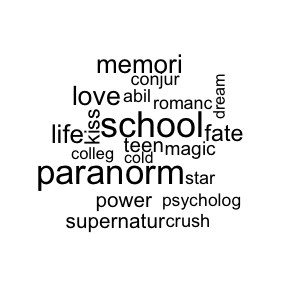 memori
conjur
love abil romanc dream
life kiss school fate
teen magic
colleg cold
paranorm star
power psycholog
supernatur crush